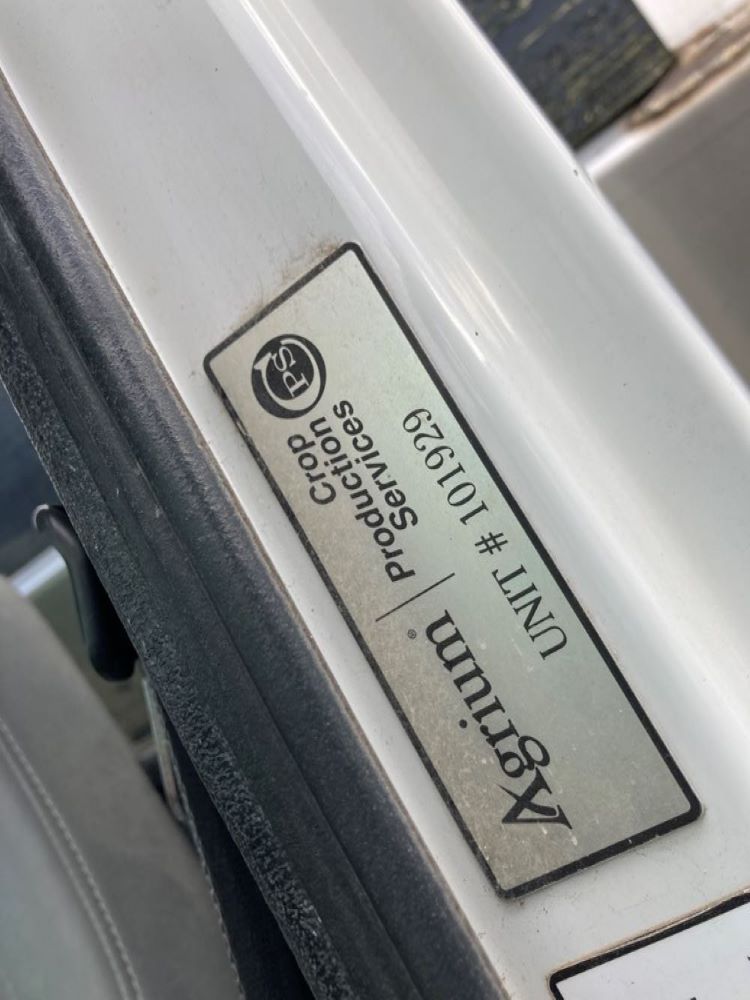 Agrium®
Crop
Production
Services
CPS
UNIT # 101929